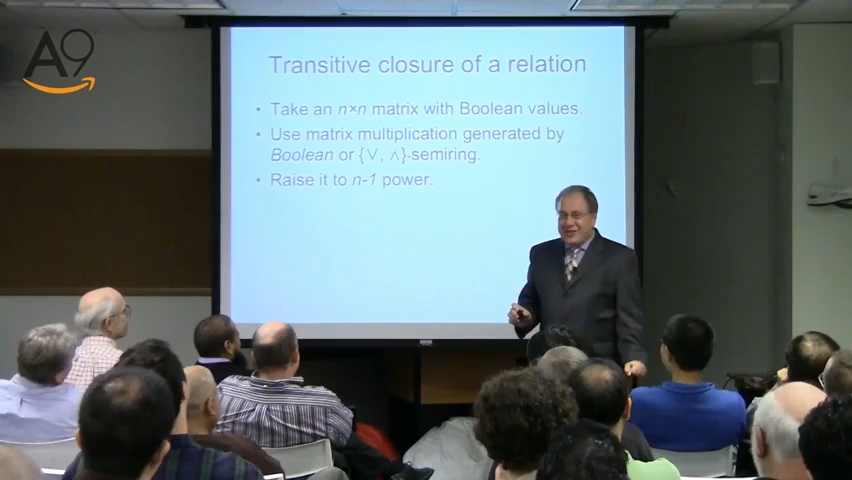 A9
Transitive closure of a relation
• Take an n×n matrix with Boolean values.
• Use matrix multiplication generated by
Boolean or {∨, ∧}-semiring.
• Raise it to n-1 power.